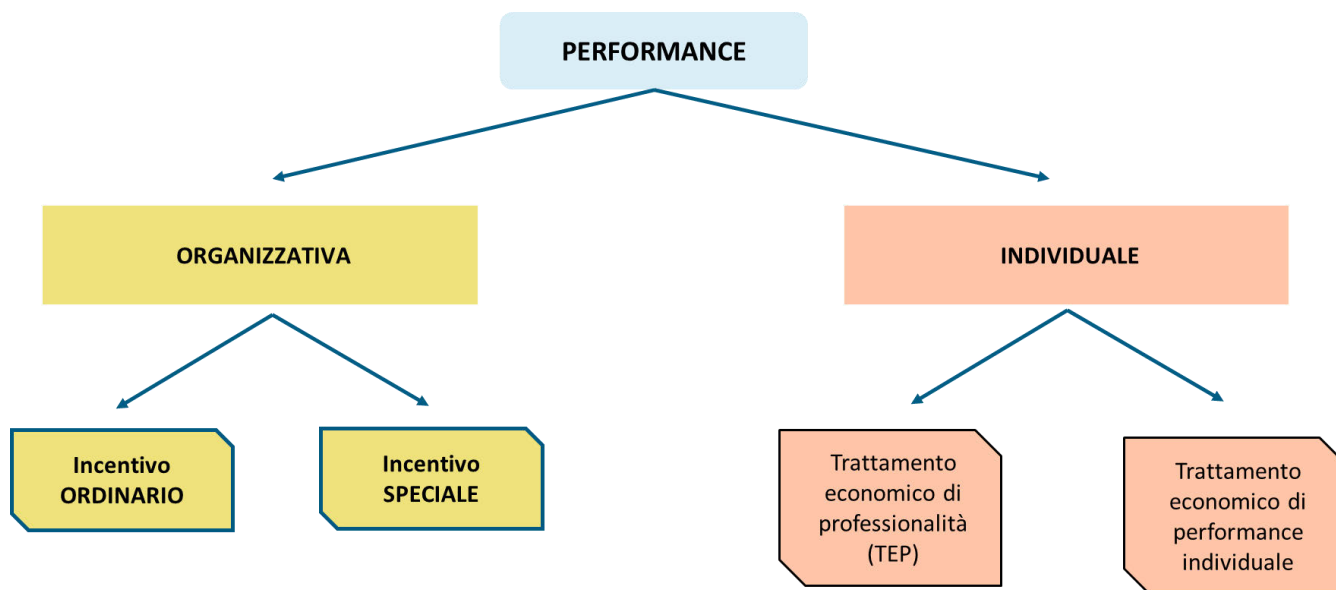 PERFORMANCE
ORGANIZZATIVA
INDIVIDUALE
Incentivo
ORDINARIO
Incentivo
SPECIALE
Trattamento
economico di
professionalità
(TEP)
Trattamento
economico di
performance
individuale